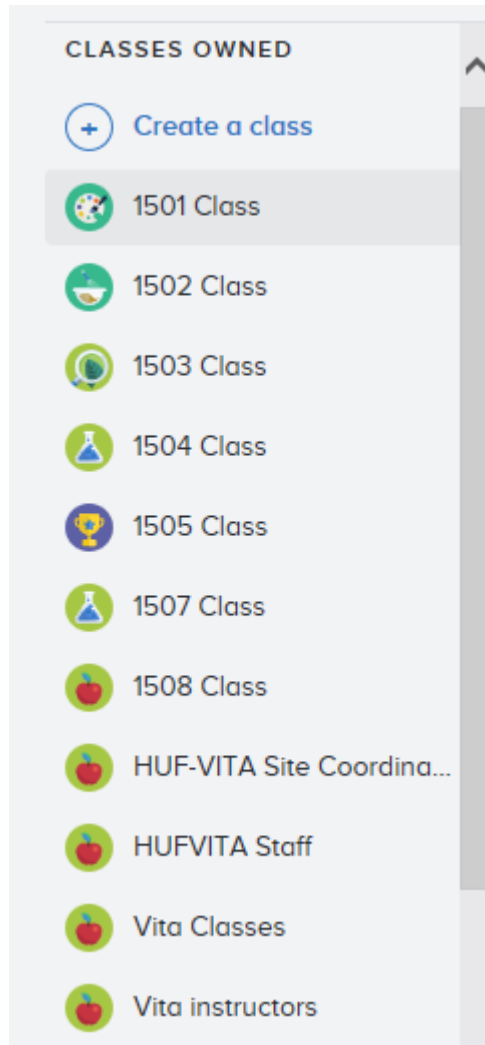 CLASSES OWNED
Create a class
1501 Class
1502 Class
1503 Class
1504 Class
1505 Class
1507 Class
1508 Class
HUF-VITA Site Coordina...
HUFVITA Staff
Vita Classes
Vita instructors